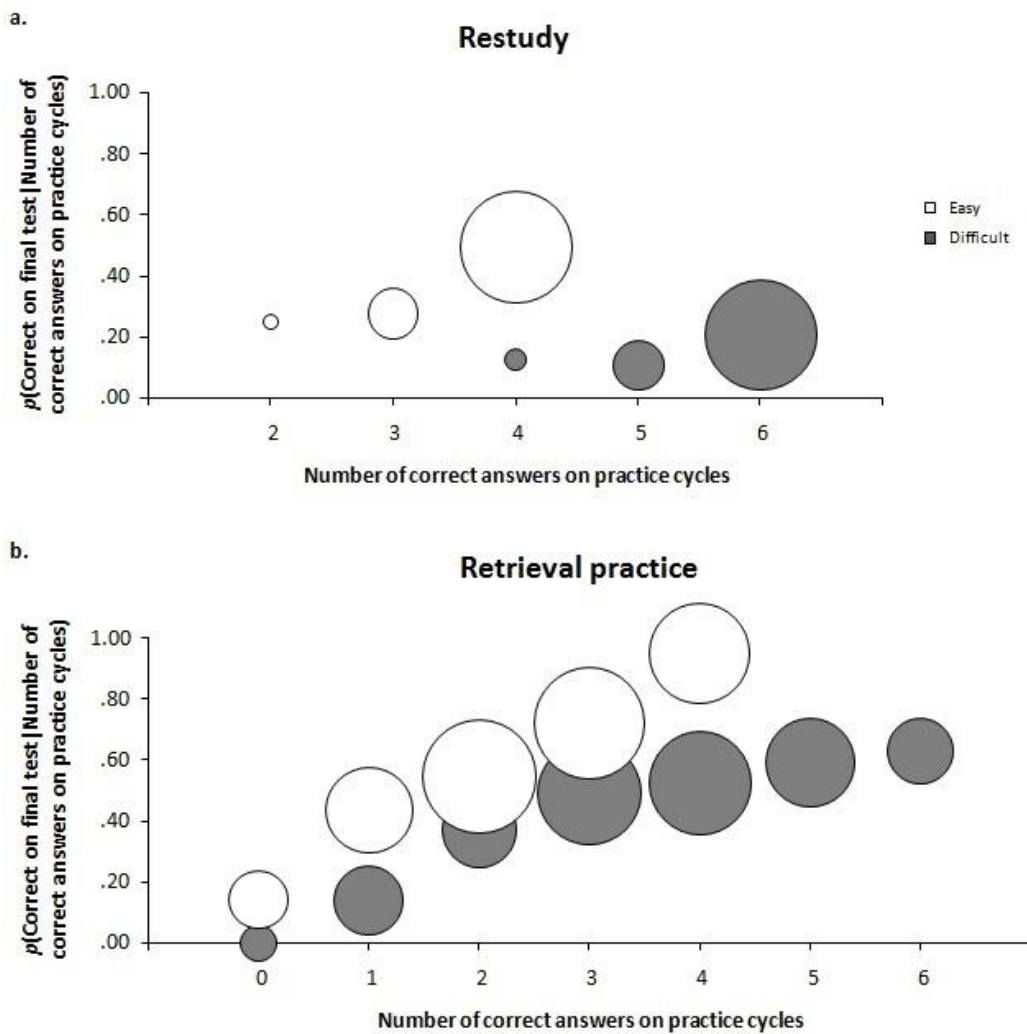 a.
Restudy
p(Correct on final test|Number of
correct answers on practice cycles)
1.00
.80
.60
.40
.20
.00
2 3 4 5 6
Number of correct answers on practice cycles
Easy
Difficult
b.
Retrieval practice
p(Correct on final test|Number of
correct answers on practice cycles)
1.00
.80
.60
.40
.20
.00
0 1 2 3 4 5 6
Number of correct answers on practice cycles